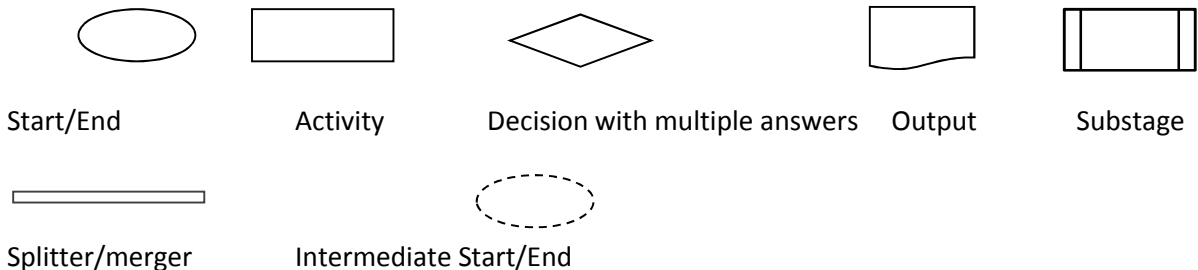 Start/End Activity Decision with multiple answers Output Substage
Splitter/merger Intermediate Start/End